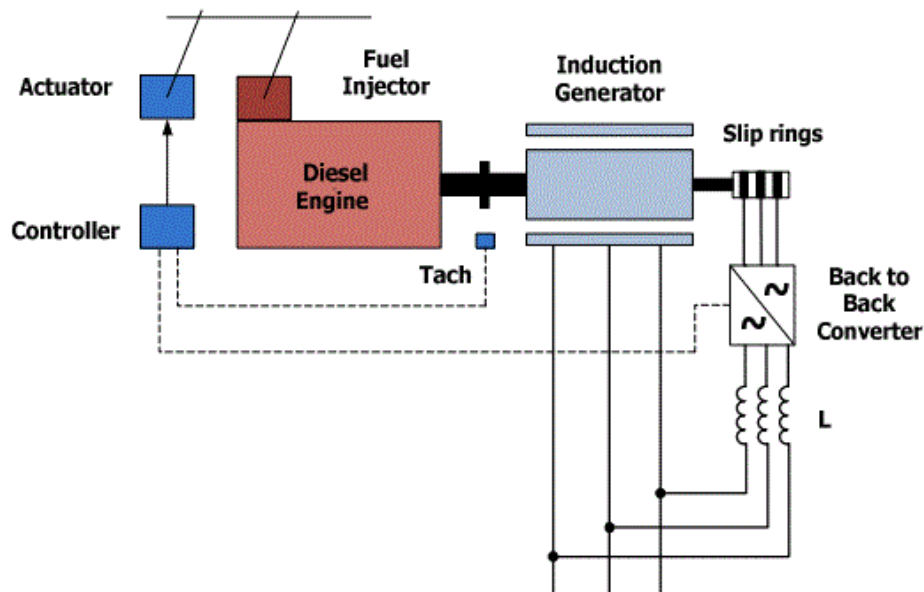 Fuel
Injector
Actuator
Induction
Generator
Slip rings
Diesel
Engine
Controller
Tach
Back to
Back
Converter
L